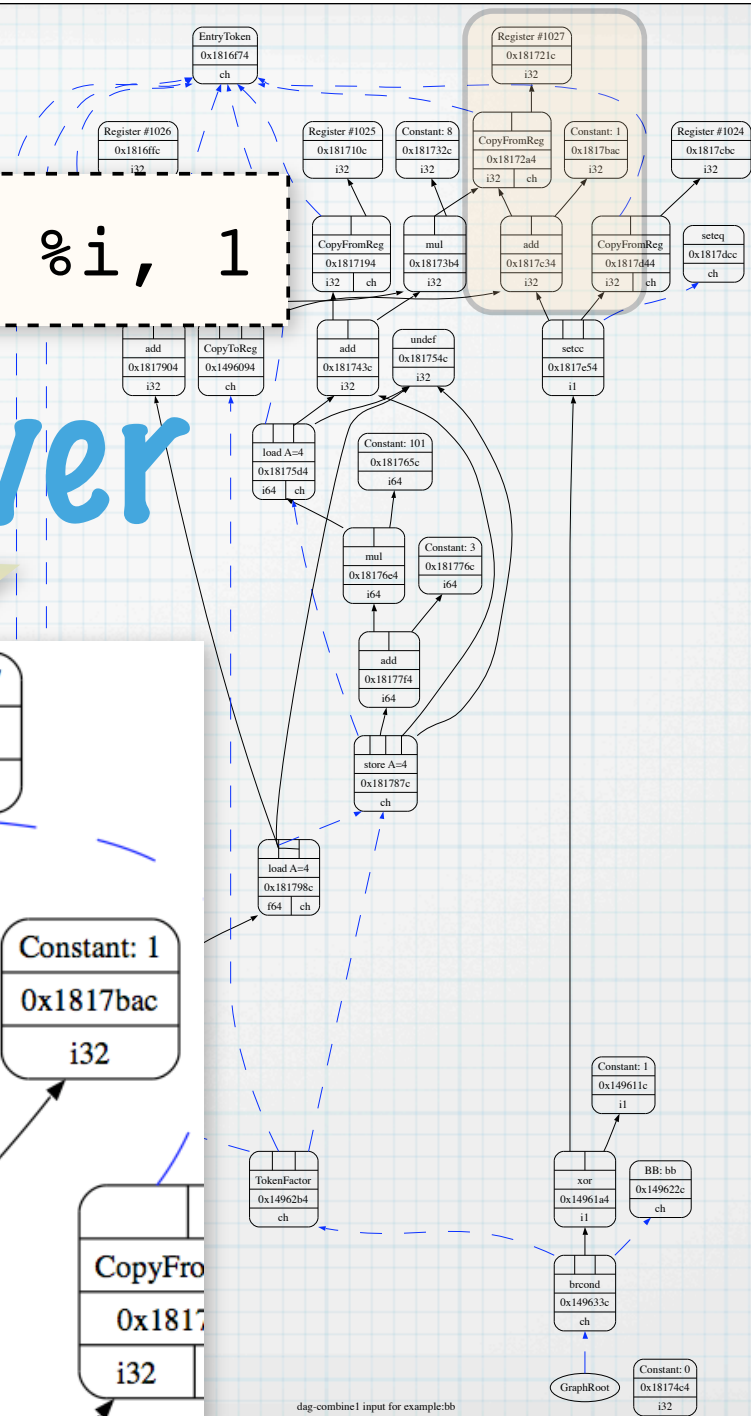 EntryToken
0x1816f74
ch
Register #1027
0x181721c
i32
Register #1026
0x1816ffc
i32
Register #1025
0x181710c
i32
Constant: 8
0x181732c
i32
CopyFromReg
0x18172a4
i32 ch
Constant: 1
0x1817bac
i32
Register #1024
0x1817cbc
i32
%i, 1
CopyFromReg
0x1817194
i32 ch
mul
0x18173b4
i32
add
0x1817c34
i32
CopyFromReg
0x1817d44
i32 ch
seteq
0x1817dcc
ch
add
0x1817904
i32
CopyToReg
0x1496094
ch
add
0x181743c
i32
undef
0x181754c
i32
setcc
0x1817e54
i1
ver
load A=4
0x18175d4
i64 ch
Constant: 101
0x181765c
i64
mul
0x18176e4
i64
Constant: 3
0x181776c
i64
add
0x18177f4
i64
store A=4
0x181787c
ch
load A=4
0x181798c
f64 ch
Constant: 1
0x1817bac
i32
Constant: 1
0x149611c
i1
TokenFactor
0x14962b4
ch
xor
0x14961a4
i1
BB: bb
0x149622c
ch
CopyFro
0x1817
i32
brcond
0x149633c
ch
GraphRoot
Constant: 0
0x18174c4
i32
dag-combine1 input for example:bb